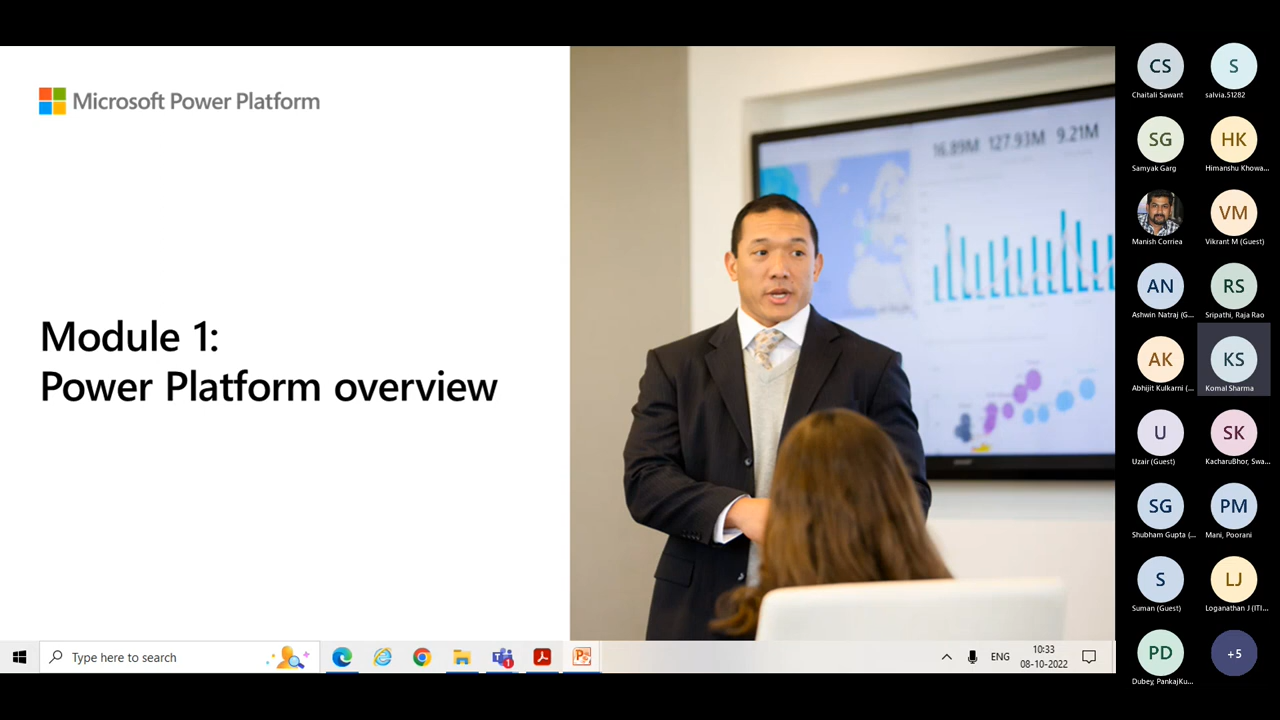 Microsoft Power Platform
Module 1:
Power Platform overview
16.89M 127.93M 9.21M
CS
Chaitali Sawant
S
salvia.51282
SG
Samyak Garg
HK
Himanshu Khowa...
Manish Corriea
VM
Vikrant M (Guest)
AN
Ashwin Natraj (G...
RS
Sripathi, Raja Rao
AK
Abhijit Kulkarni (...
KS
Komal Sharma
U
Uzair (Guest)
SK
KacharuBhor, Swa...
SG
Shubham Gupta (...
PM
Mani, Poorani
S
Suman (Guest)
LJ
Loganathan J (ITI...
PD
Dubey, PankajKu...
+5
Type here to search
1
ENG
10:33
08-10-2022